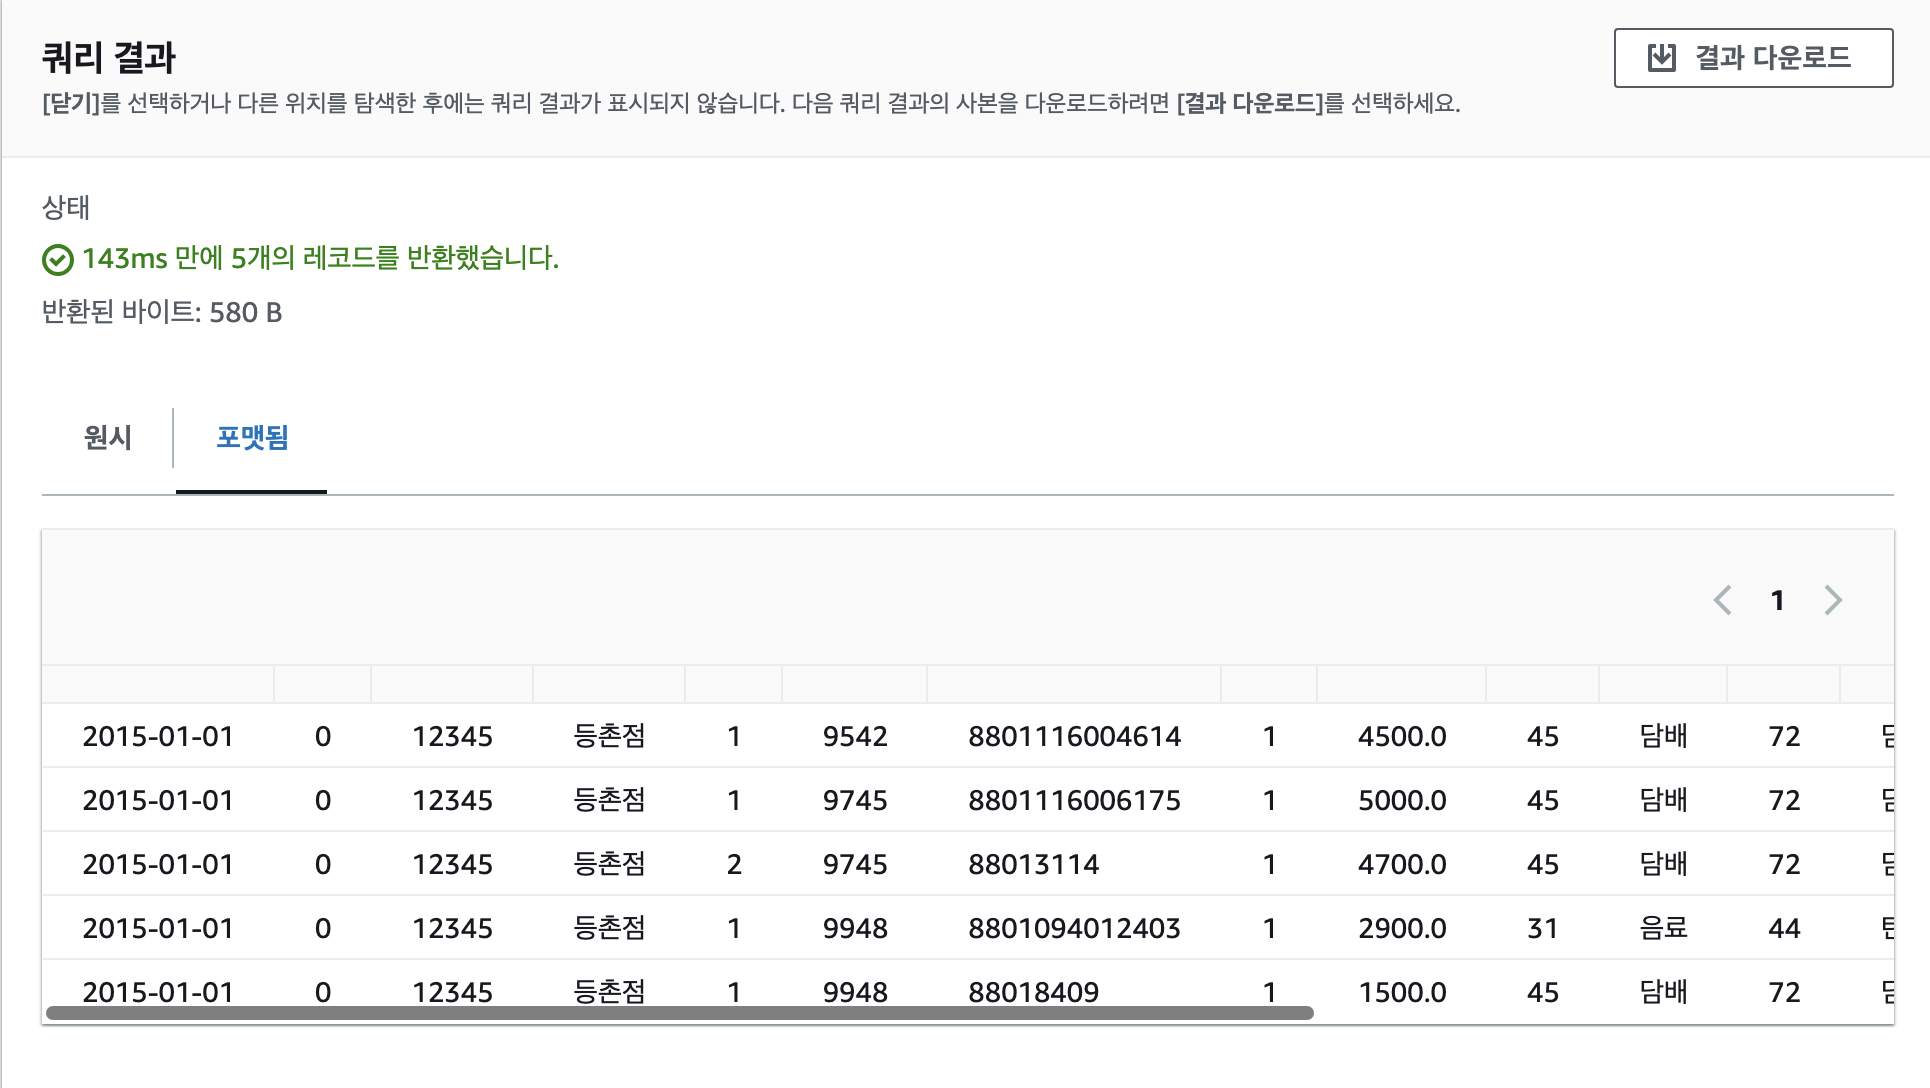 쿼리 결과
결과 다운로드
[닫기]를 선택하거나 다른 위치를 탐색한 후에는 쿼리 결과가 표시되지 않습니다. 다음 쿼리 결과의 사본을 다운로드하려면 [결과 다운로드]를 선택하세요.
상태
143ms 만에 5개의 레코드를 반환했습니다.
반환된 바이트: 580 B
원시 포맷됨
1
2015-01-01 0 12345 등촌점 1 9542 8801116004614 1 4500.0 45 담배 72
2015-01-01 0 12345 등촌점 1 9745 8801116006175 1 5000.0 45 담배 72
2015-01-01 0 12345 등촌점 2 9745 88013114 1 4700.0 45 담배 72
2015-01-01 0 12345 등촌점 1 9948 8801094012403 1 2900.0 31 음료 44
2015-01-01 0 12345 등촌점 1 9948 88018409 1 1500.0 45 담배 72